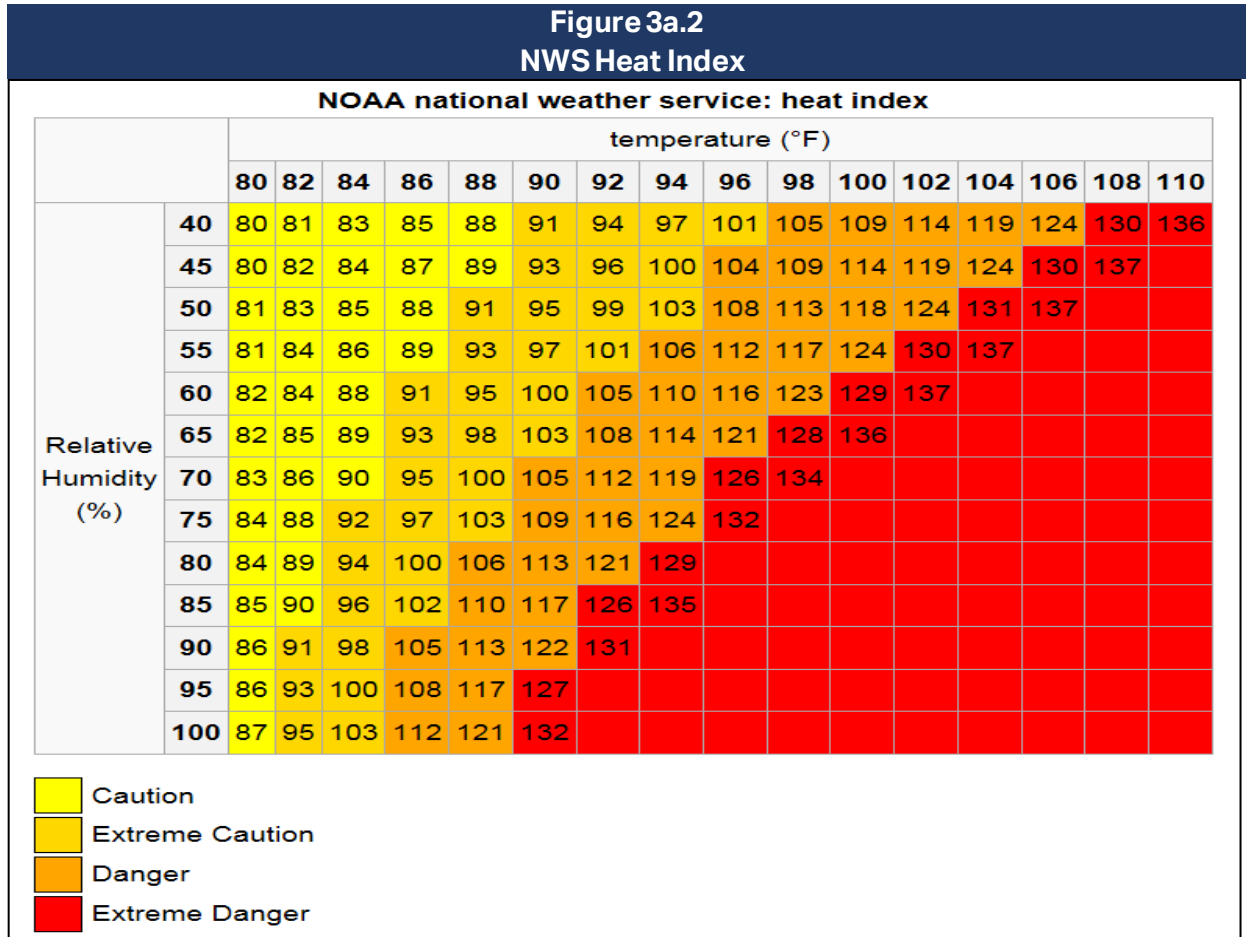 Figure 3a.2
NWS Heat Index
NOAA national weather service: heat index
temperature (°F)
80 82 84 86 88 90 92 94 96 98 100 102 104 106 108 110
Relative Humidity (%)
40 80 81 83 85 88 91 94 97 101 105 109 114 119 124 130 136
45 80 82 84 87 89 93 96 100 104 109 114 119 124 130 137
50 81 83 85 88 91 95 99 103 108 113 118 124 131 137
55 81 84 86 89 93 97 101 106 112 117 124 130 137
60 82 84 88 91 95 100 105 110 116 123 129 137
65 82 85 89 93 98 103 108 114 121 128 136
70 83 86 90 95 100 105 112 119 126 134
75 84 88 92 97 103 109 116 124 132
80 84 89 94 100 106 113 121 129
85 85 90 96 102 110 117 126 135
90 86 91 98 105 113 122 131
95 86 93 100 108 117 127
100 87 95 103 112 121 132
Caution
Extreme Caution
Danger
Extreme Danger